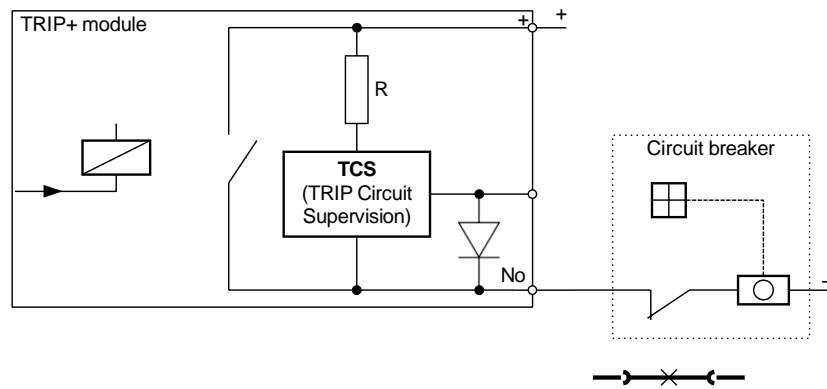 TRIP+ module
+
+
R
TCS
(TRIP Circuit
Supervision)
No
Circuit breaker
-